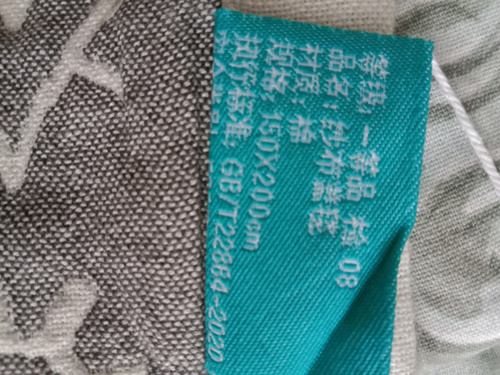 等级: 一等品 检 08
品名: 纱布盖毯
材质: 棉
规格: 150X200cm
执行标准: GB/T22864-2020